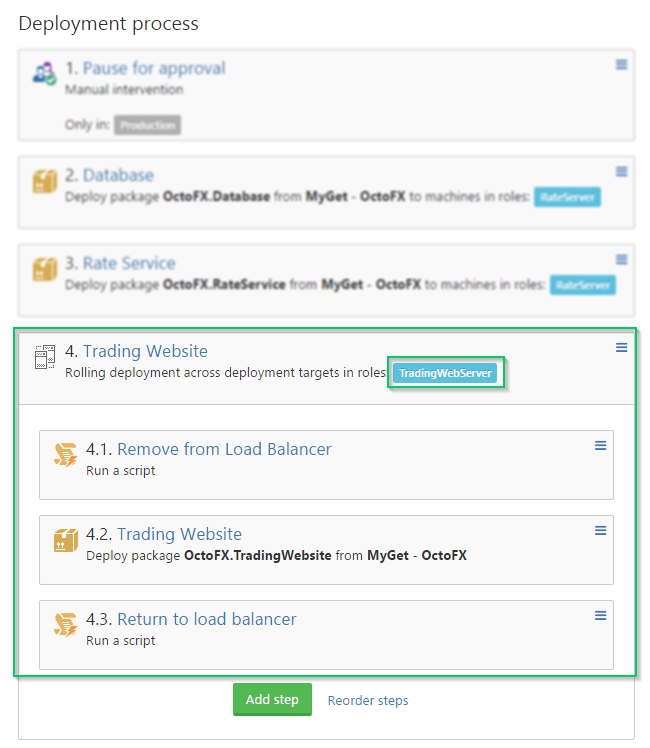 Deployment process
1. Pause for approval
Manual intervention
Only in: Production
2. Database
Deploy package OctoFX.Database from MyGet - OctoFX to machines in roles: RateServer
3. Rate Service
Deploy package OctoFX.RateService from MyGet - OctoFX to machines in roles: RateServer
4. Trading Website
Rolling deployment across deployment targets in roles: TradingWebServer
4.1. Remove from Load Balancer
Run a script
4.2. Trading Website
Deploy package OctoFX.TradingWebsite from MyGet - OctoFX
4.3. Return to load balancer
Run a script
Add step Reorder steps